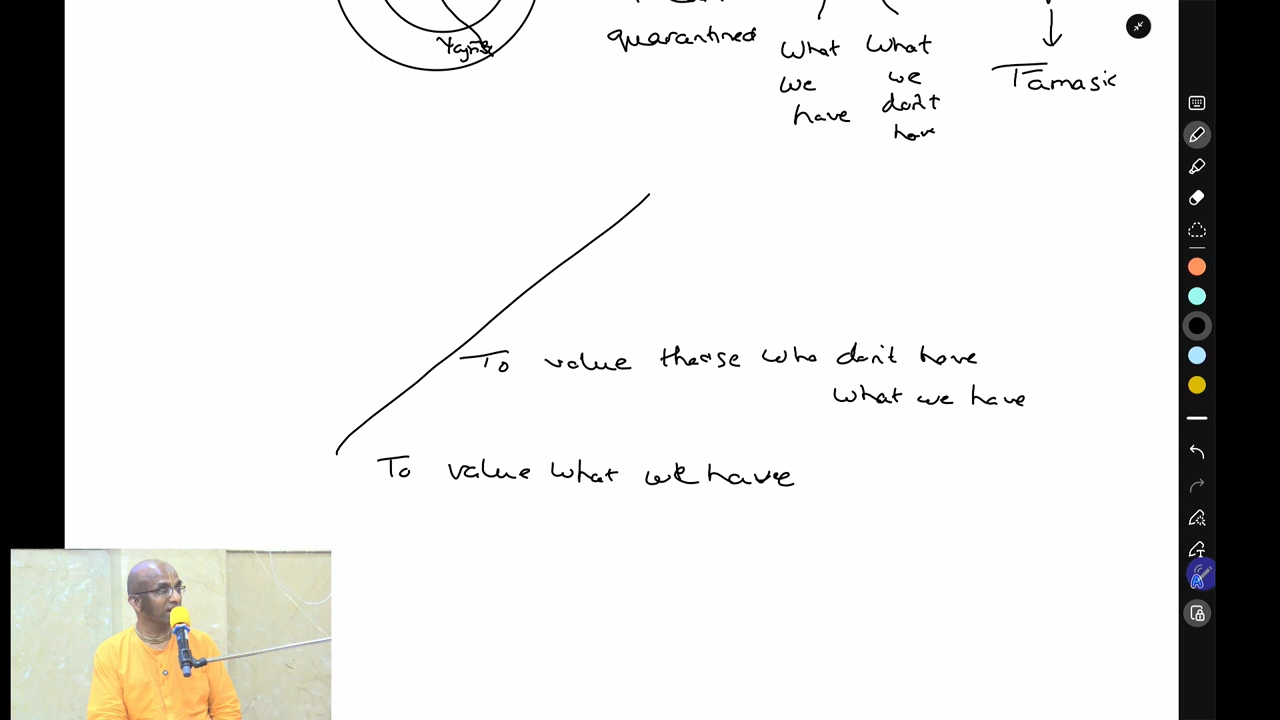 Yagna
quarantined
what what
we we
have don't
have
Tamasic
To value those who don't have
what we have
To value what we have